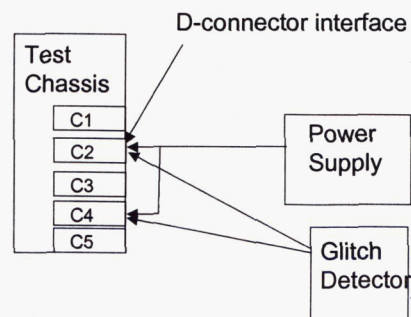 D-connector interface
Test
Chassis
C1
C2
C3
C4
C5
Power
Supply
Glitch
Detector